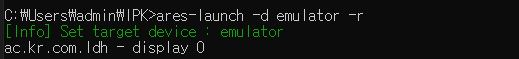 C:₩Users₩admin₩IPK>ares-launch -d emulator -r
[Info] Set target device : emulator
ac.kr.com.ldh - display 0